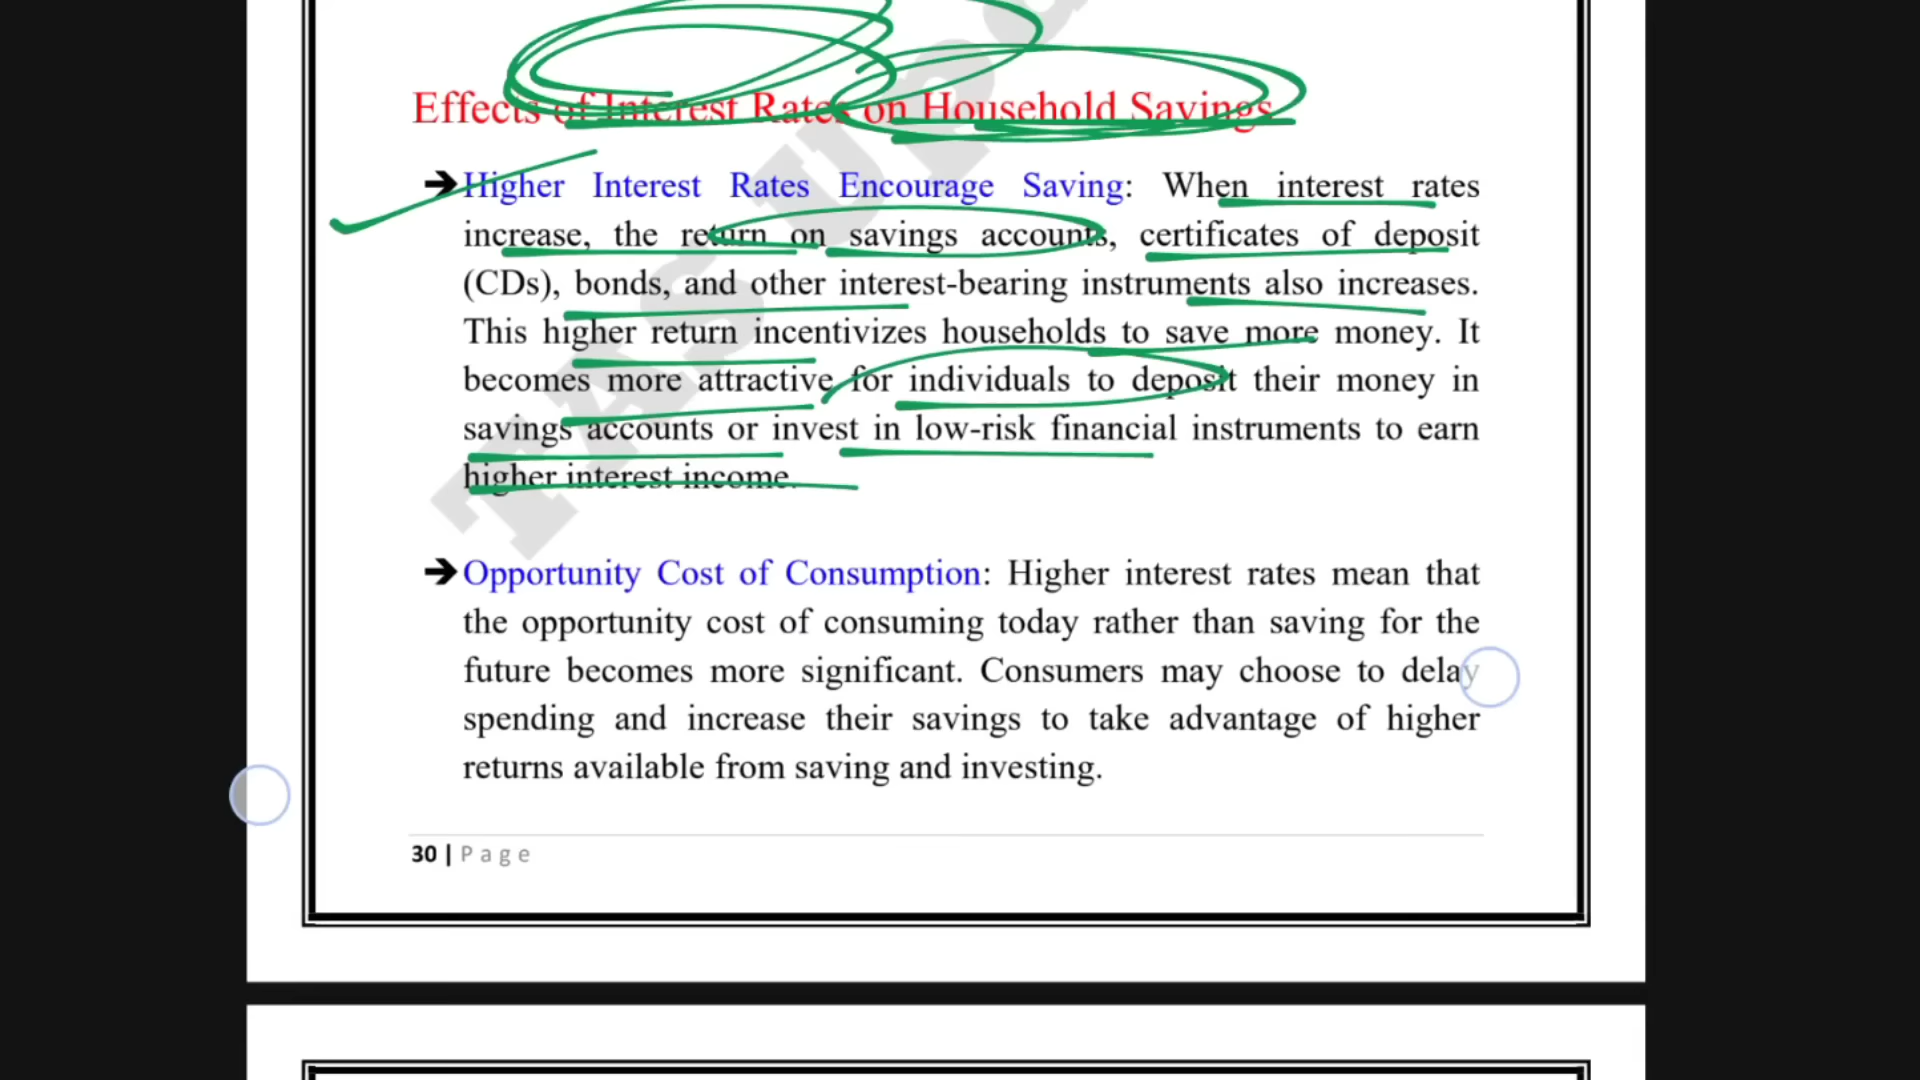 Effects of Interest Rates on Household Savings
➔Higher Interest Rates Encourage Saving: When interest rates
increase, the return on savings accounts, certificates of deposit
(CDs), bonds, and other interest-bearing instruments also increases.
This higher return incentivizes households to save more money. It
becomes more attractive for individuals to deposit their money in
savings accounts or invest in low-risk financial instruments to earn
higher interest income.
➔Opportunity Cost of Consumption: Higher interest rates mean that
the opportunity cost of consuming today rather than saving for the
future becomes more significant. Consumers may choose to delay
spending and increase their savings to take advantage of higher
returns available from saving and investing.
30 | Page